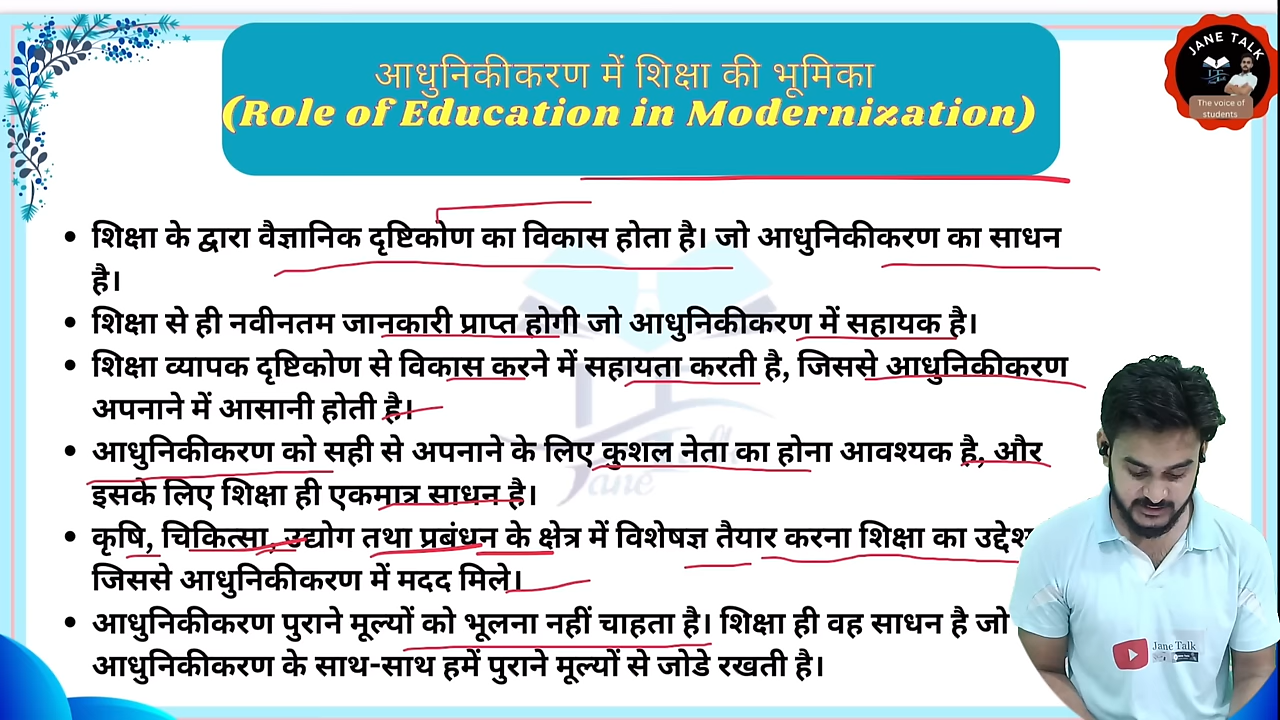 आधुनिकीकरण में शिक्षा की भूमिका
(Role of Education in Modernization)
JANE TALK
The voice of
students
• शिक्षा के द्वारा वैज्ञानिक दृष्टिकोण का विकास होता है। जो आधुनिकीकरण का साधन
है।
• शिक्षा से ही नवीनतम जानकारी प्राप्त होगी जो आधुनिकीकरण में सहायक है।
• शिक्षा व्यापक दृष्टिकोण से विकास करने में सहायता करती है, जिससे आधुनिकीकरण
अपनाने में आसानी होती है।
• आधुनिकीकरण को सही से अपनाने के लिए कुशल नेता का होना आवश्यक है, और
इसके लिए शिक्षा ही एकमात्र साधन है।
• कृषि, चिकित्सा, उद्योग तथा प्रबंधन के क्षेत्र में विशेषज्ञ तैयार करना शिक्षा का
जिससे आधुनिकीकरण में मदद मिले।
• आधुनिकीकरण पुराने मूल्यों को भूलना नहीं चाहता है। शिक्षा ही वह साधन है जो
आधुनिकीकरण के साथ-साथ हमें पुराने मूल्यों से जोडे रखती है।
Jane Talk
Jane Talk